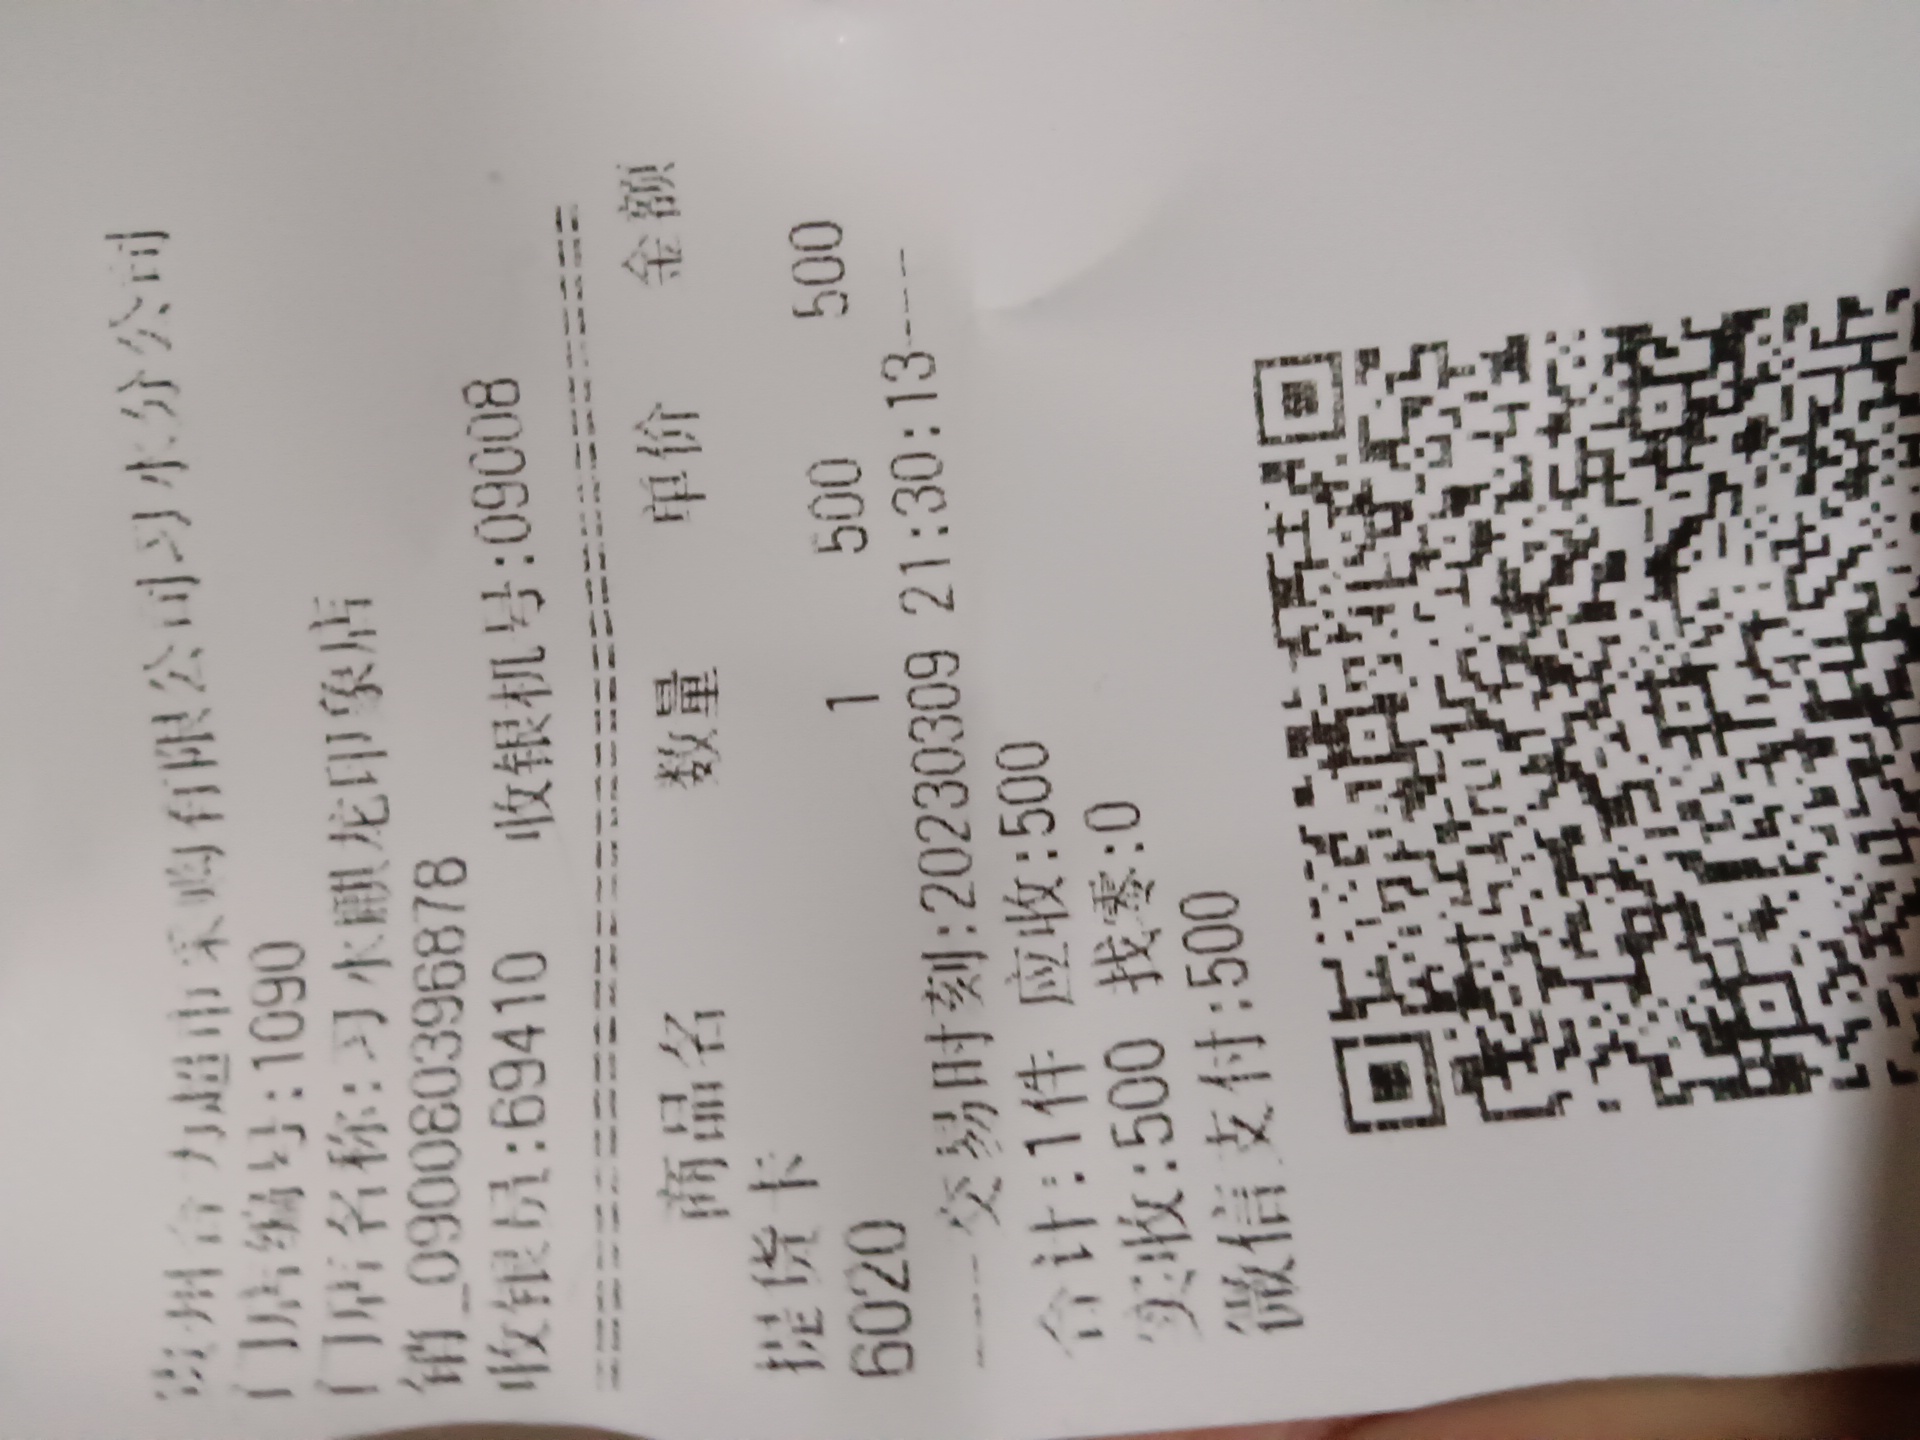 贵州合力超市采购有限公司习水分公司
门店编号:1090
门店名称:习水麒龙印象店
销_0900803968​78
收银员:69410 收银机号:09008
商品名 数量 单价 金额
提货卡
6020 1 500 500
----交易时刻:20230309 21:30:13----
合计:1件 应收:500
实收:500 找零:0
微信支付:500